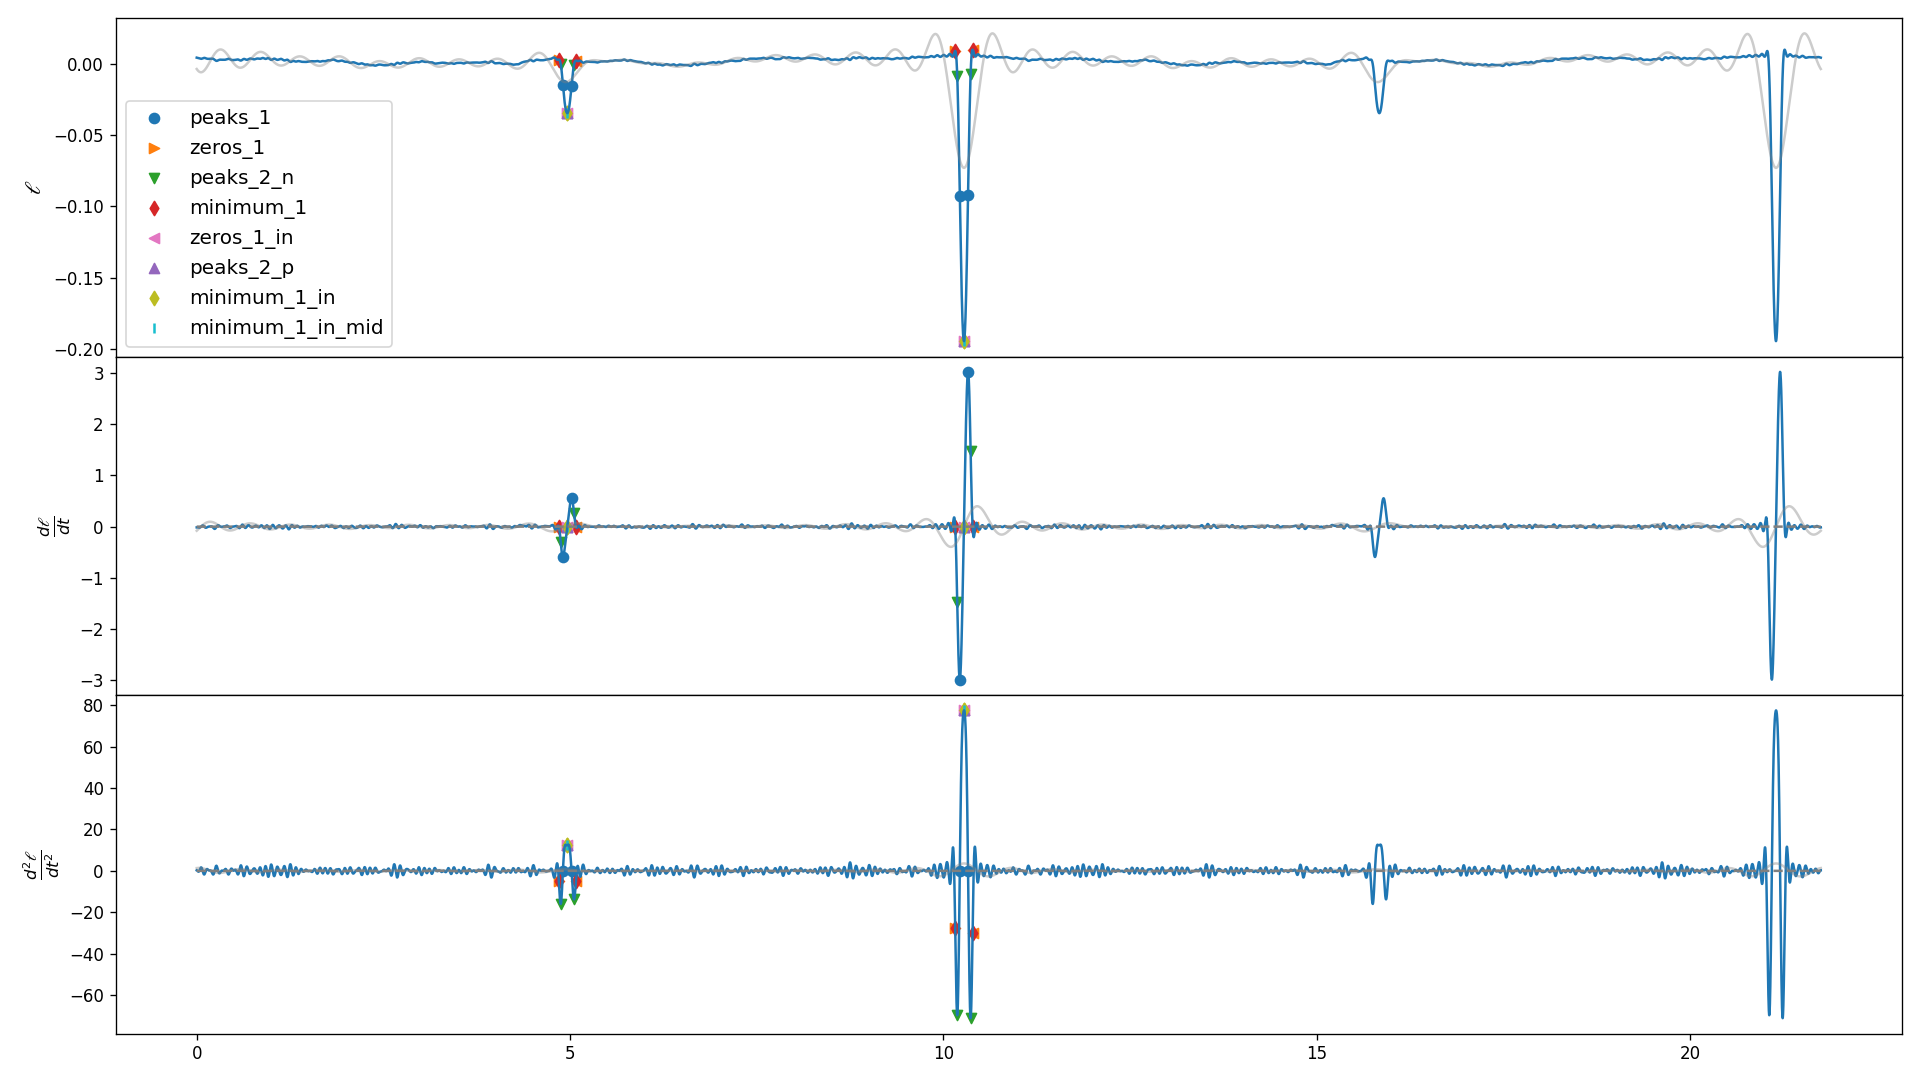 0.00
−0.05
−0.10
−0.15
−0.20
ℓ
peaks_1
zeros_1
peaks_2_n
minimum_1
zeros_1_in
peaks_2_p
minimum_1_in
minimum_1_in_mid
3
2
1
0
−1
−2
−3
dℓ
dt
80
60
40
20
0
−20
−40
−60
d²ℓ
dt²
0 5 10 15 20